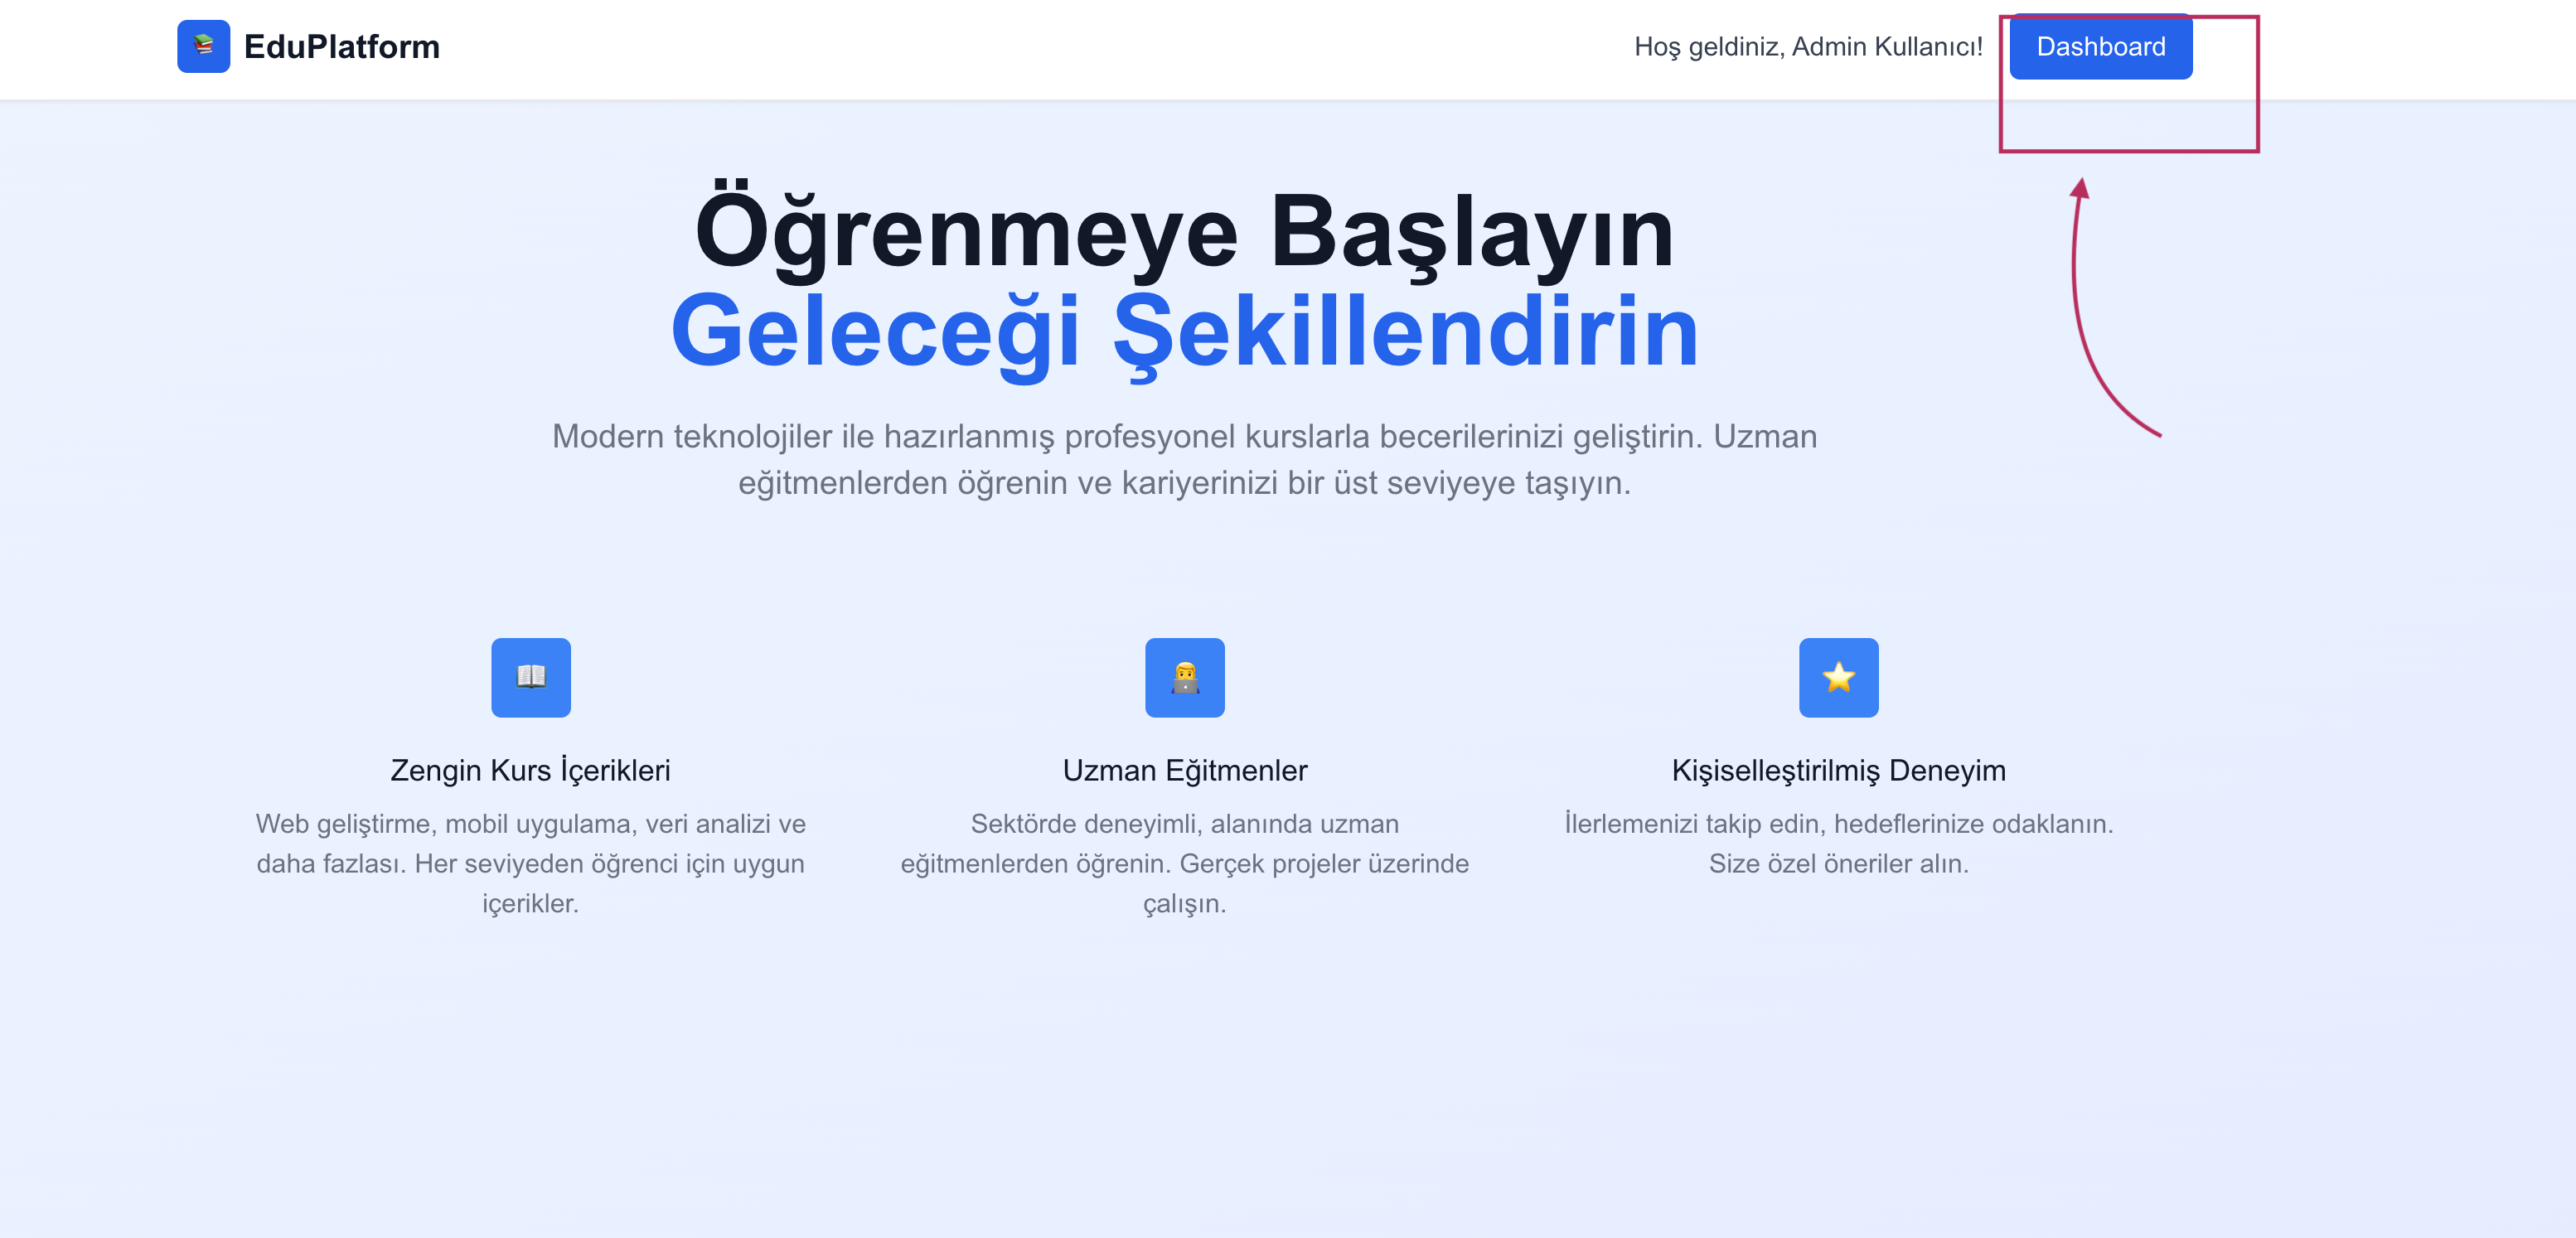 EduPlatform
Hoş geldiniz, Admin Kullanıcı!
Dashboard
Öğrenmeye Başlayın
Geleceği Şekillendirin
Modern teknolojiler ile hazırlanmış profesyonel kurslarla becerilerinizi geliştirin. Uzman
eğitmenlerden öğrenin ve kariyerinizi bir üst seviyeye taşıyın.
Zengin Kurs İçerikleri
Web geliştirme, mobil uygulama, veri analizi ve
daha fazlası. Her seviyeden öğrenci için uygun
içerikler.
Uzman Eğitmenler
Sektörde deneyimli, alanında uzman
eğitmenlerden öğrenin. Gerçek projeler üzerinde
çalışın.
Kişiselleştirilmiş Deneyim
İlerlemenizi takip edin, hedeflerinize odaklanın.
Size özel öneriler alın.